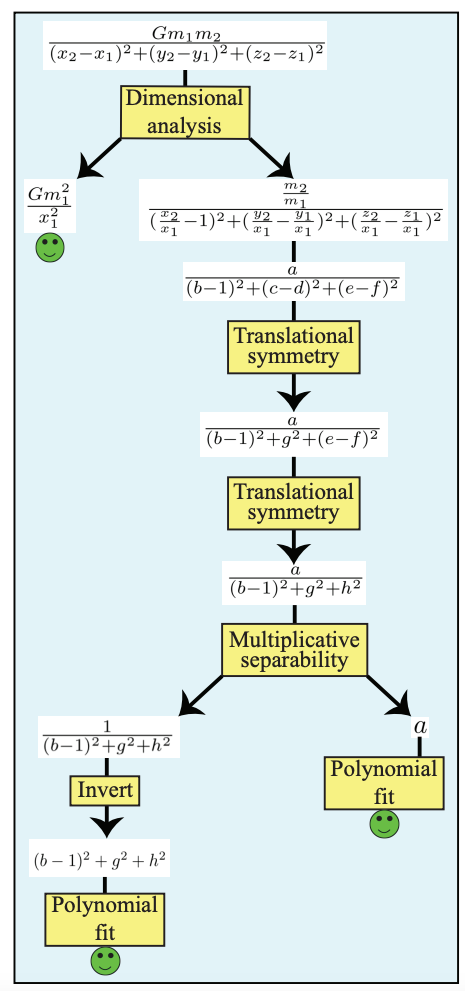 Gm₁m₂
(x₂−x₁)²+(y₂−y₁)²+(z₂−z₁)²
Dimensional
analysis
Gm₁²
x₁²
m₂
m₁
(x₂/x₁−1)²+(y₂/x₁−y₁/x₁)²+(z₂/x₁−z₁/x₁)²
a
(b−1)²+(c−d)²+(e−f)²
Translational
symmetry
a
(b−1)²+g²+(e−f)²
Translational
symmetry
a
(b−1)²+g²+h²
Multiplicative
separability
1
(b−1)²+g²+h²
a
Invert
Polynomial
fit
(b − 1)² + g² + h²
Polynomial
fit